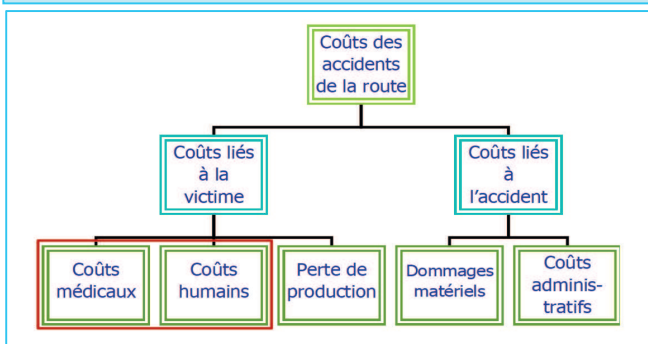 Coûts des
accidents
de la route
Coûts liés
à la
victime
Coûts liés
à
l'accident
Coûts
médicaux
Coûts
humains
Perte de
production
Dommages
matériels
Coûts
adminis-
tratifs